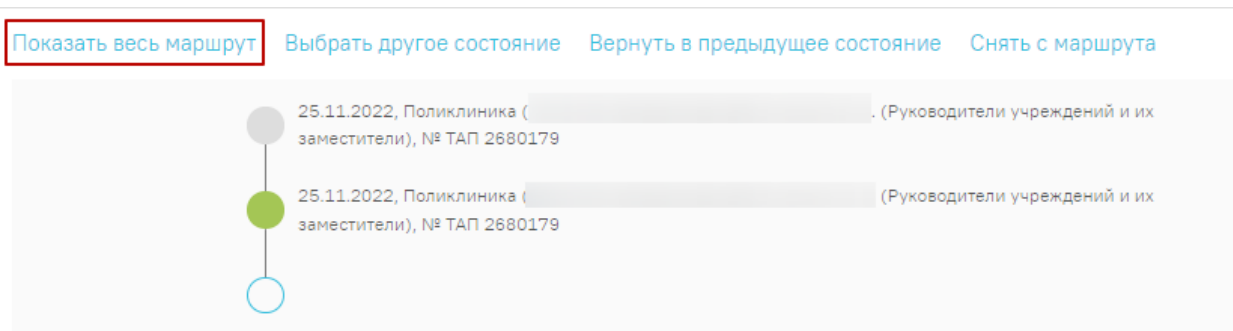 Показать весь маршрут Выбрать другое состояние Вернуть в предыдущее состояние Снять с маршрута
25.11.2022, Поликлиника ( . (Руководители учреждений и их
заместители), № ТАП 2680179
25.11.2022, Поликлиника ( (Руководители учреждений и их
заместители), № ТАП 2680179